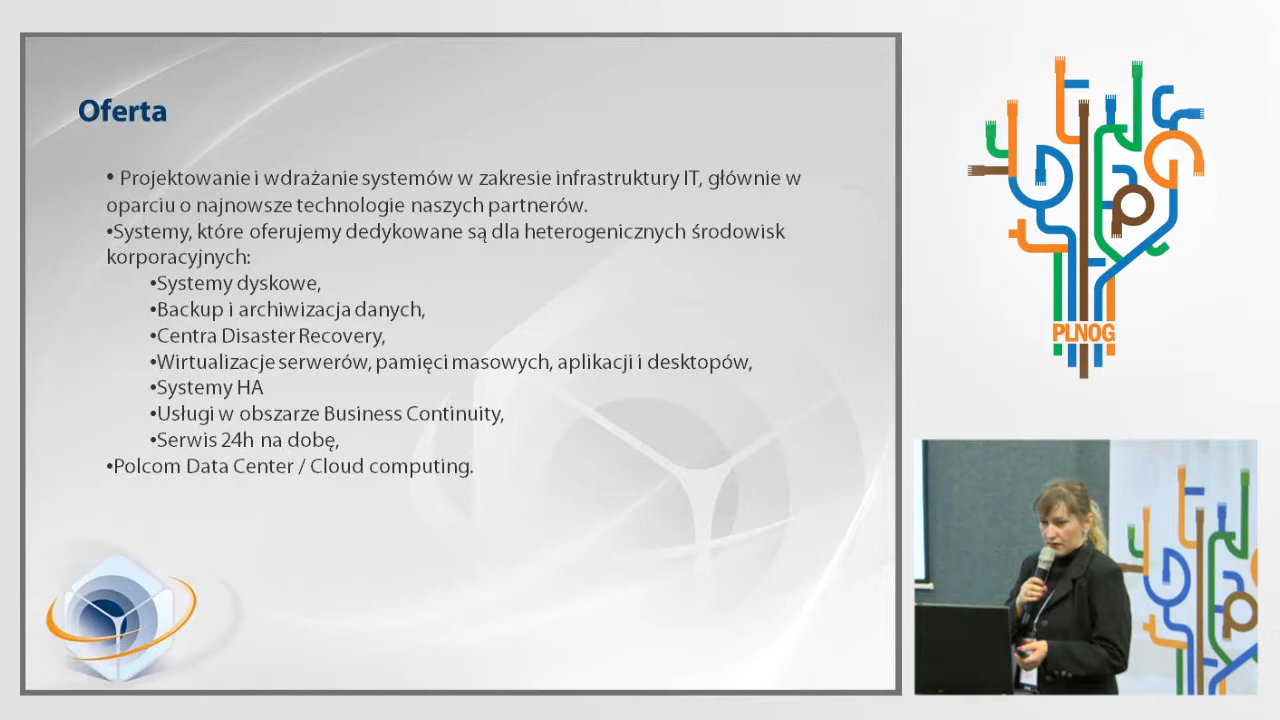 Oferta
• Projektowanie i wdrażanie systemów w zakresie infrastruktury IT, głównie w
oparciu o najnowsze technologie naszych partnerów.
•Systemy, które oferujemy dedykowane są dla heterogenicznych środowisk
korporacyjnych:
•Systemy dyskowe,
•Backup i archiwizacja danych,
•Centra Disaster Recovery,
•Wirtualizacje serwerów, pamięci masowych, aplikacji i desktopów,
•Systemy HA
•Usługi w obszarze Business Continuity,
•Serwis 24h na dobę,
•Polcom Data Center / Cloud computing.
PLNOG